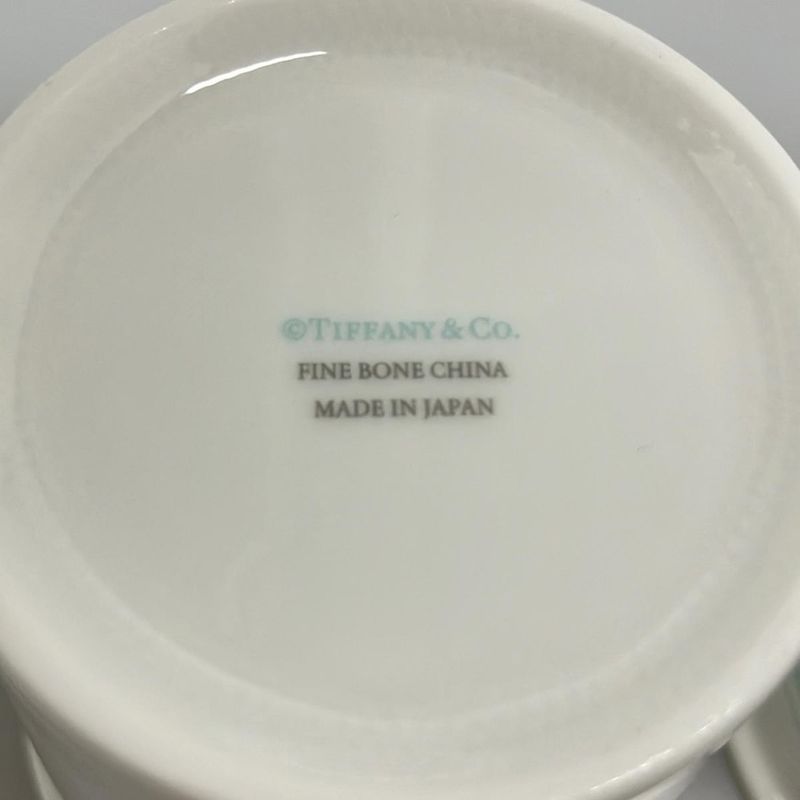 ©TIFFANY & CO.
FINE BONE CHINA
MADE IN JAPAN